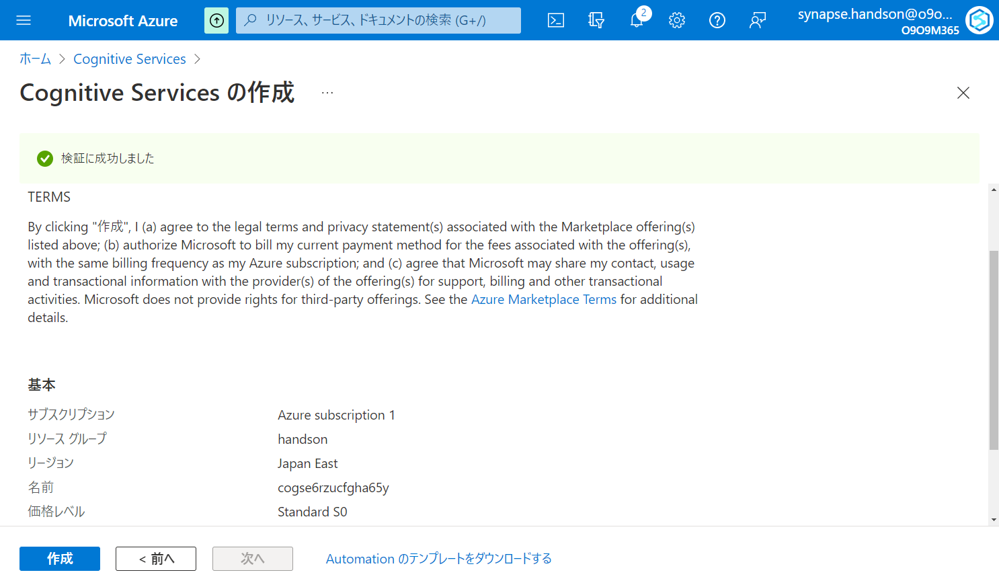 Microsoft Azure
リソース、サービス、ドキュメントの検索 (G+/)
2
synapse.handson@o9o...
O9O9M365
ホーム > Cognitive Services >
Cognitive Services の作成 ...
検証に成功しました
TERMS
By clicking "作成", I (a) agree to the legal terms and privacy statement(s) associated with the Marketplace offering(s)
listed above; (b) authorize Microsoft to bill my current payment method for the fees associated with the offering(s),
with the same billing frequency as my Azure subscription; and (c) agree that Microsoft may share my contact, usage
and transactional information with the provider(s) of the offering(s) for support, billing and other transactional
activities. Microsoft does not provide rights for third-party offerings. See the Azure Marketplace Terms for additional
details.
基本
サブスクリプション Azure subscription 1
リソース グループ handson
リージョン Japan East
名前 cogse6rzucfgha65y
価格レベル Standard S0
作成 < 前へ 次へ Automation のテンプレートをダウンロードする